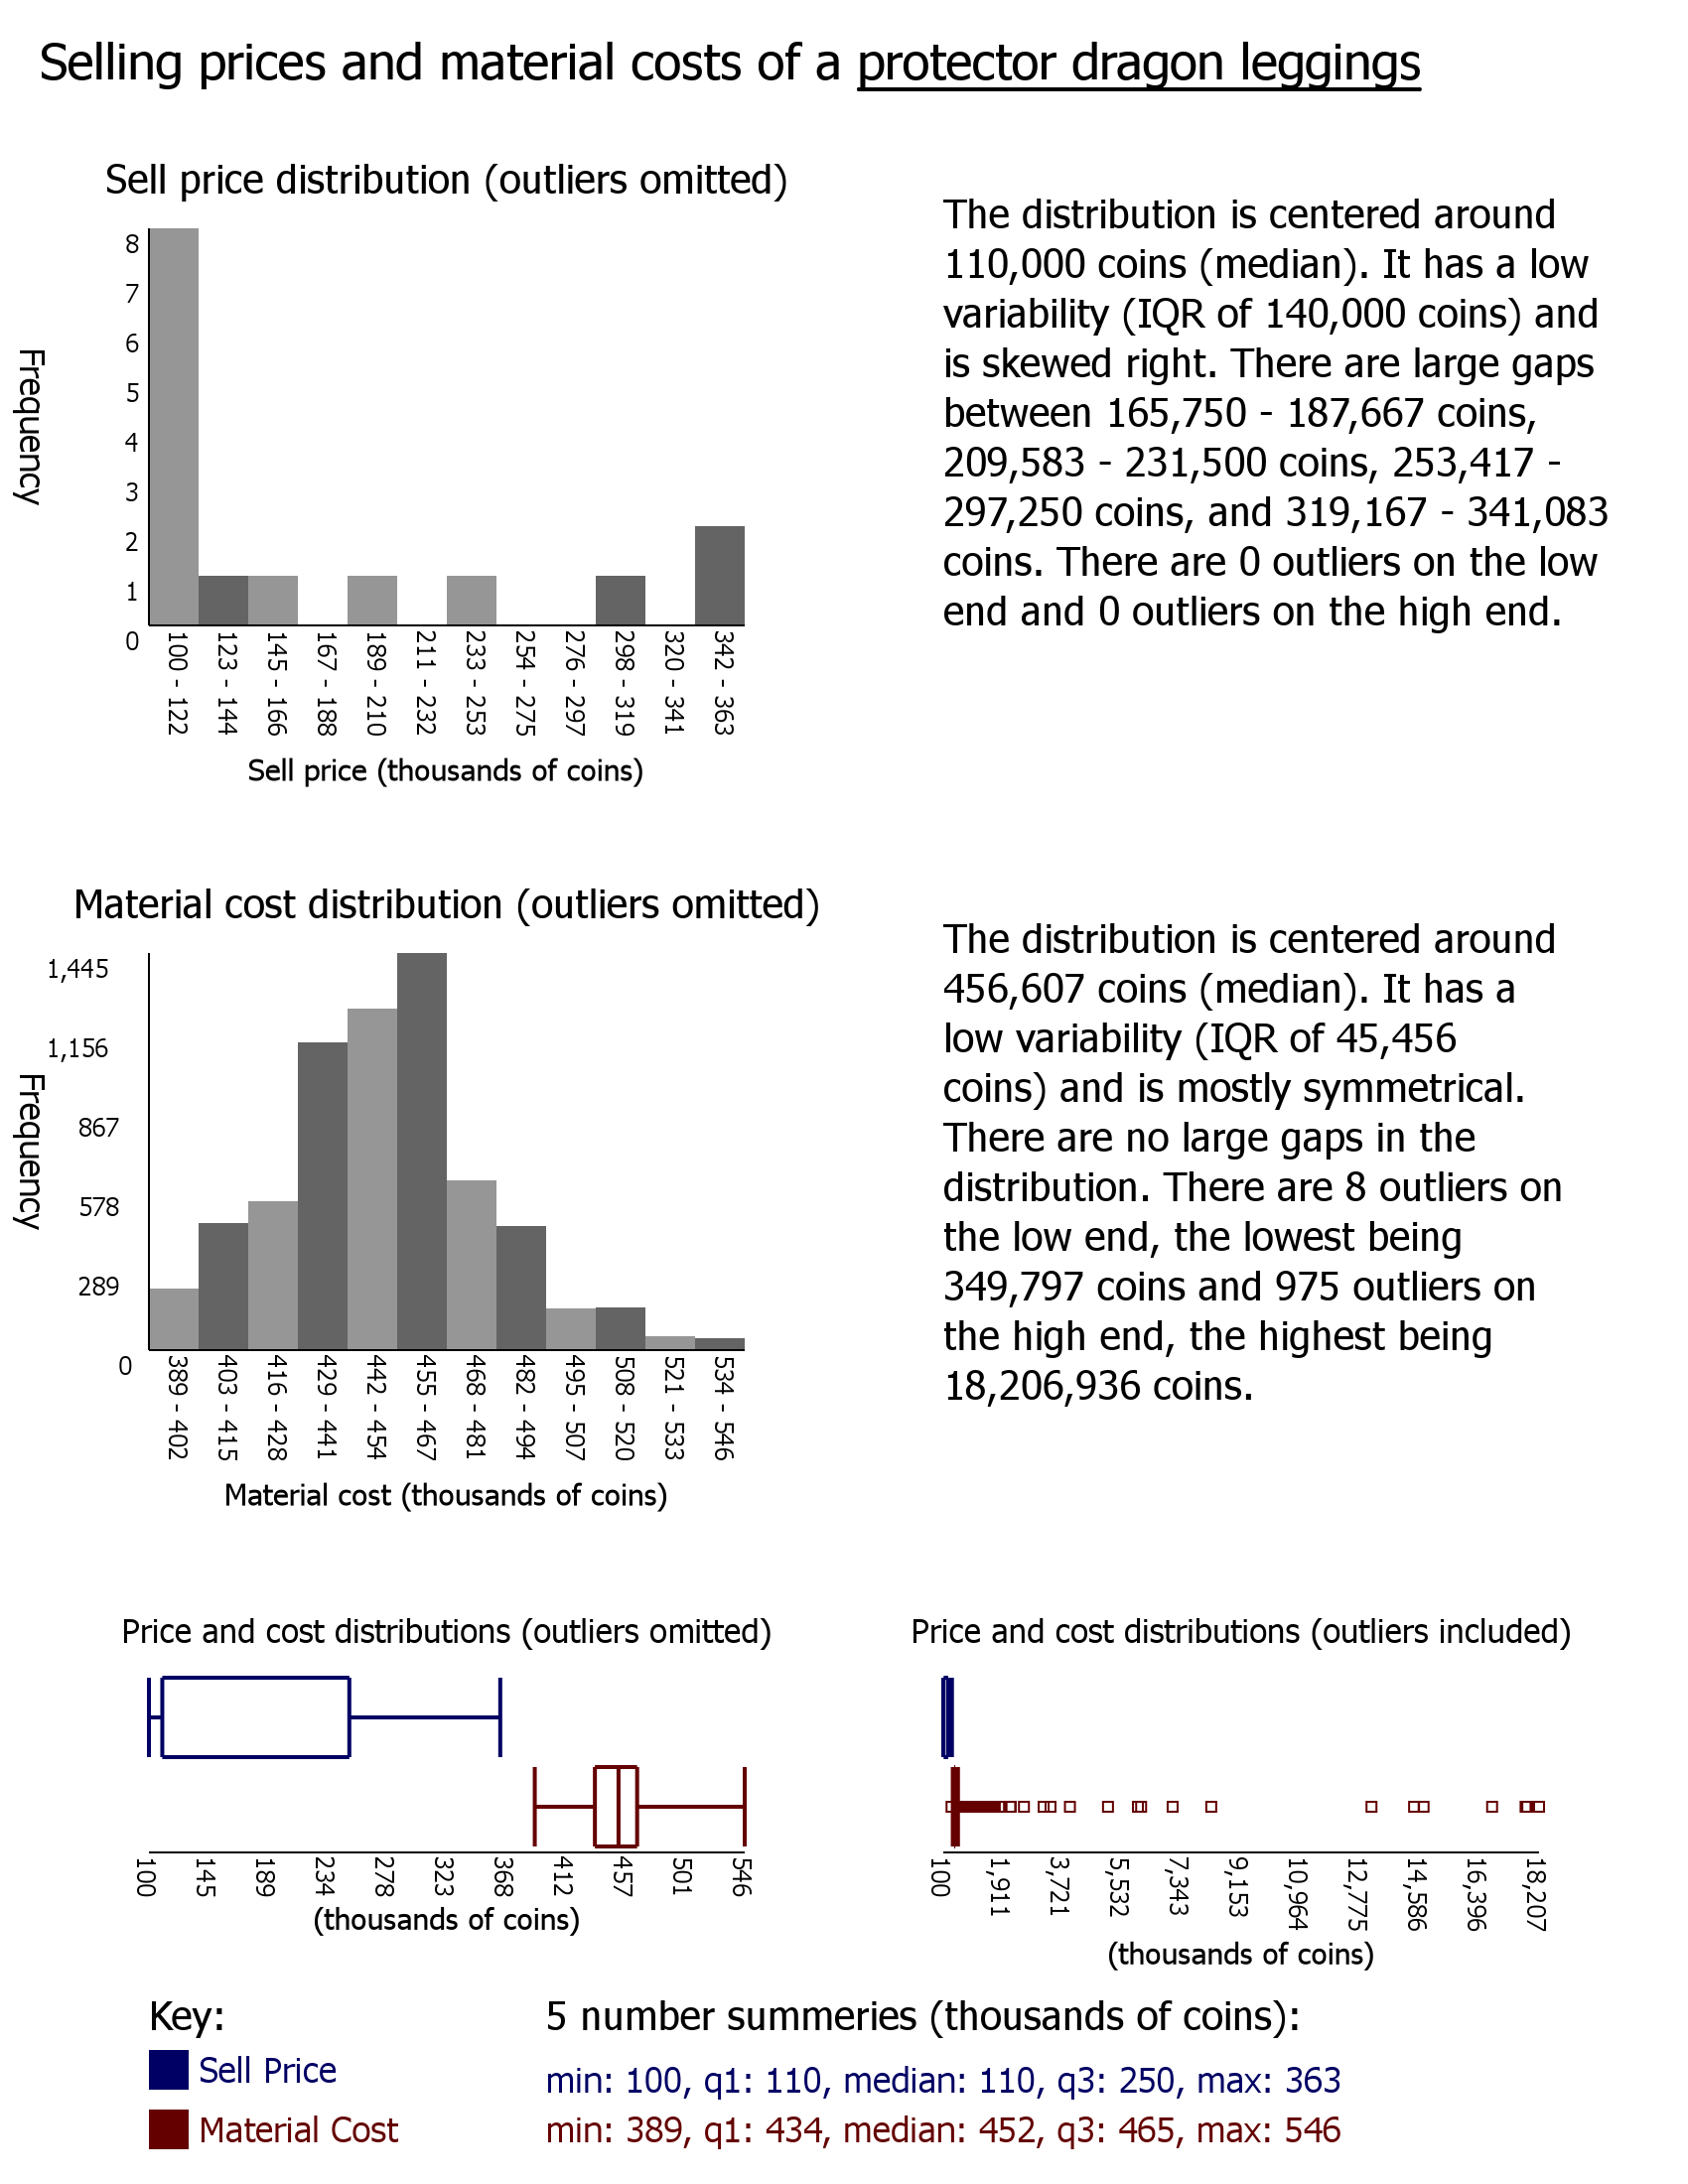 Selling prices and material costs of a protector dragon leggings
Sell price distribution (outliers omitted)
8
7
6
5
4
3
2
1
0
Frequency
100 - 122
123 - 144
145 - 166
167 - 188
189 - 210
211 - 232
233 - 253
254 - 275
276 - 297
298 - 319
320 - 341
342 - 363
Sell price (thousands of coins)
The distribution is centered around
110,000 coins (median). It has a low
variability (IQR of 140,000 coins) and
is skewed right. There are large gaps
between 165,750 - 187,667 coins,
209,583 - 231,500 coins, 253,417 -
297,250 coins, and 319,167 - 341,083
coins. There are 0 outliers on the low
end and 0 outliers on the high end.
Material cost distribution (outliers omitted)
1,445
1,156
867
578
289
0
Frequency
389 - 402
403 - 415
416 - 428
429 - 441
442 - 454
455 - 467
468 - 481
482 - 494
495 - 507
508 - 520
521 - 533
534 - 546
Material cost (thousands of coins)
The distribution is centered around
456,607 coins (median). It has a
low variability (IQR of 45,456
coins) and is mostly symmetrical.
There are no large gaps in the
distribution. There are 8 outliers on
the low end, the lowest being
349,797 coins and 975 outliers on
the high end, the highest being
18,206,936 coins.
Price and cost distributions (outliers omitted)
100
145
189
234
278
323
368
412
457
501
546
(thousands of coins)
Price and cost distributions (outliers included)
100
1,911
3,721
5,532
7,343
9,153
10,964
12,775
14,586
16,396
18,207
(thousands of coins)
Key:
Sell Price
Material Cost
5 number summeries (thousands of coins):
min: 100, q1: 110, median: 110, q3: 250, max: 363
min: 389, q1: 434, median: 452, q3: 465, max: 546